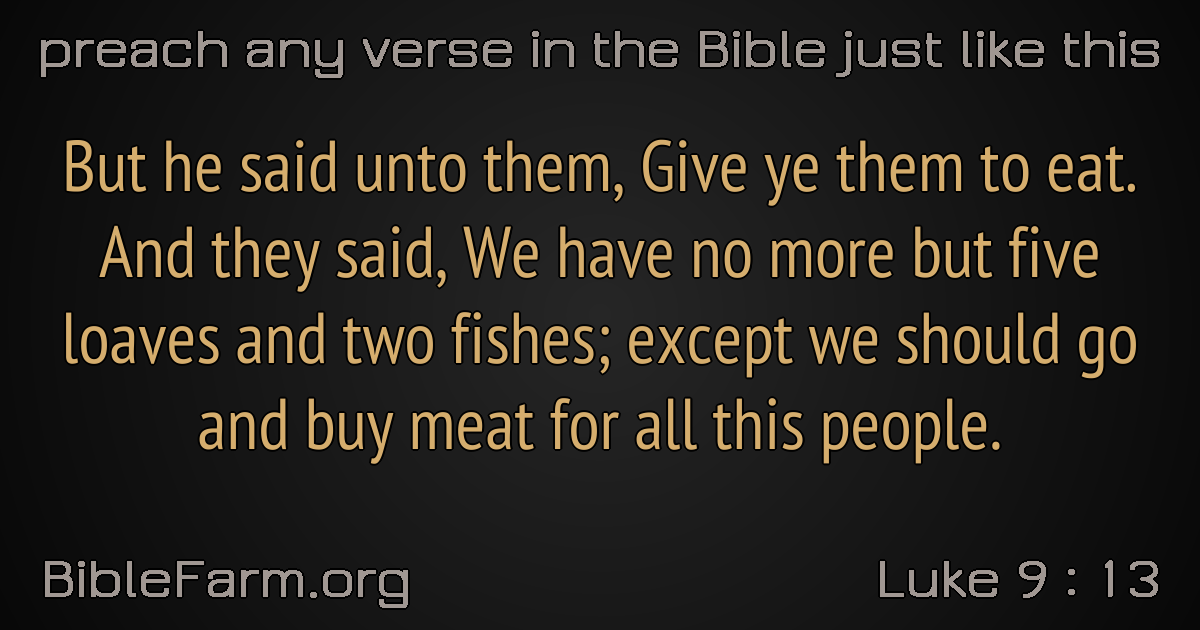 preach any verse in the Bible just like this
But he said unto them, Give ye them to eat.
And they said, We have no more but five
loaves and two fishes; except we should go
and buy meat for all this people.
BibleFarm.org
Luke 9 : 13